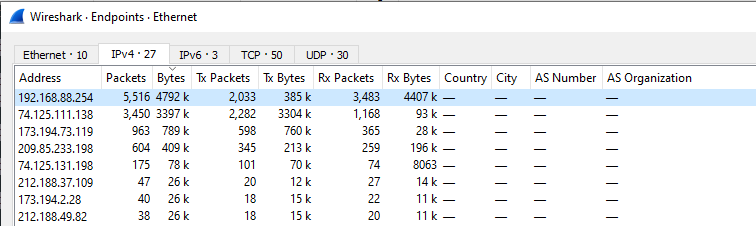 Wireshark · Endpoints · Ethernet
Ethernet · 10 IPv4 · 27 IPv6 · 3 TCP · 50 UDP · 30
Address Packets Bytes Tx Packets Tx Bytes Rx Packets Rx Bytes Country City AS Number AS Organization
192.168.88.254 5,516 4792 k 2,033 385 k 3,483 4407 k — — — —
74.125.111.138 3,450 3397 k 2,282 3304 k 1,168 93 k — — — —
173.194.73.119 963 789 k 598 760 k 365 28 k — — — —
209.85.233.198 604 409 k 345 213 k 259 196 k — — — —
74.125.131.198 175 78 k 101 70 k 74 8063 — — — —
212.188.37.109 47 26 k 20 12 k 27 14 k — — — —
173.194.2.28 40 26 k 18 15 k 22 11 k — — — —
212.188.49.82 38 26 k 18 15 k 20 11 k — — — —